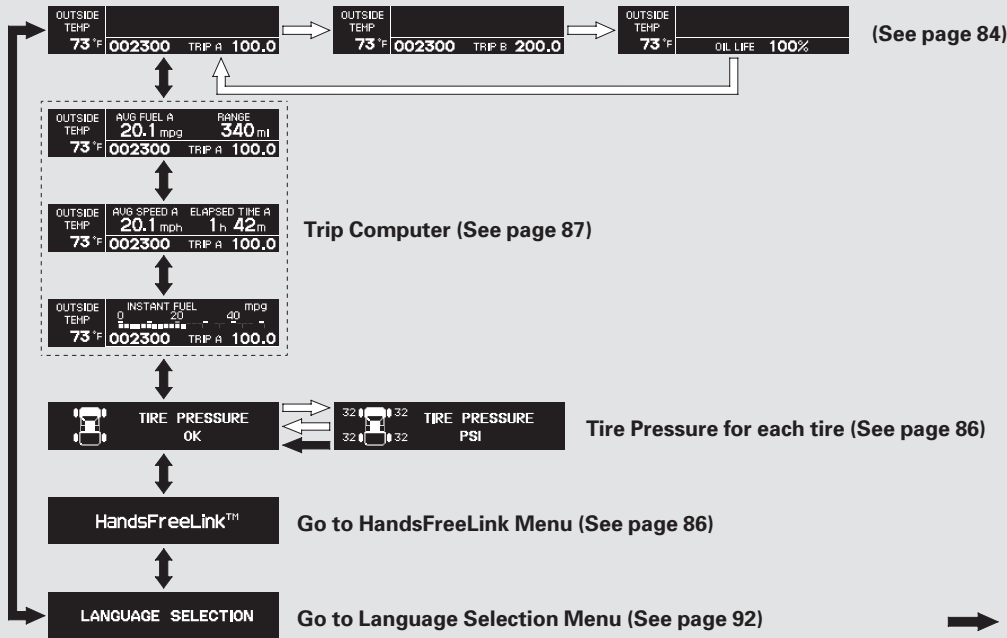 OUTSIDE TEMP 73°F 002300 TRIP A 100.0
OUTSIDE TEMP 73°F 002300 TRIP B 200.0
OUTSIDE TEMP 73°F OIL LIFE 100%
(See page 84)
OUTSIDE TEMP 73°F AVG FUEL A 20.1 mpg RANGE 340 mi
002300 TRIP A 100.0
OUTSIDE TEMP 73°F AVG SPEED A 20.1 mph ELAPSED TIME A 1h 42m
002300 TRIP A 100.0
Trip Computer (See page 87)
OUTSIDE TEMP 73°F INSTANT FUEL mpg
0 20 40
002300 TRIP A 100.0
TIRE PRESSURE
OK
32 32
32 32
TIRE PRESSURE
PSI
Tire Pressure for each tire (See page 86)
HandsFreeLink™
Go to HandsFreeLink Menu (See page 86)
LANGUAGE SELECTION
Go to Language Selection Menu (See page 92)